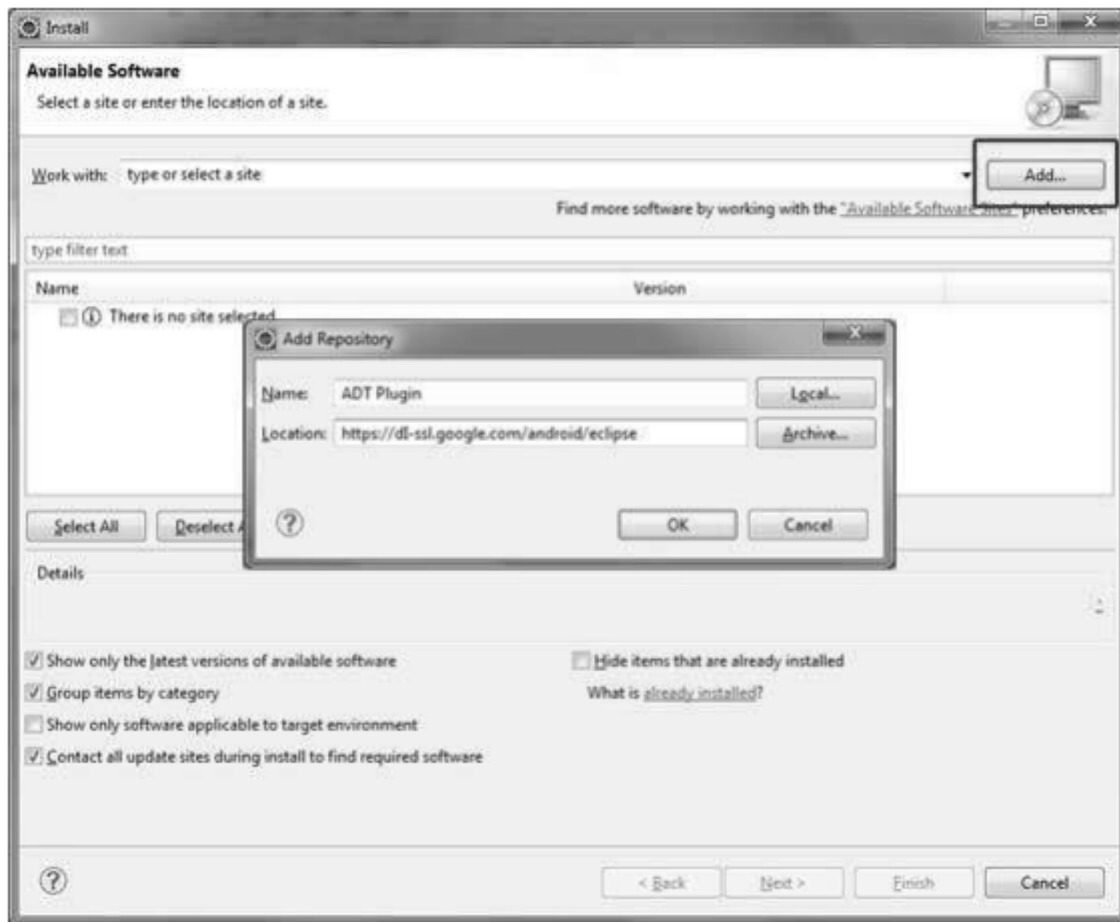 Install
Available Software
Select a site or enter the location of a site.
Work with: type or select a site
Add...
Find more software by working with the "Available Software Sites" preferences.
type filter text
Name Version
There is no site selected
Add Repository
Name: ADT Plugin Local...
Location: https://dl-ssl.google.com/android/eclipse Archive...
OK Cancel
Select All Deselect A
Details
Show only the latest versions of available software
Hide items that are already installed
Group items by category
What is already installed?
Show only software applicable to target environment
Contact all update sites during install to find required software
< Back Next > Finish Cancel